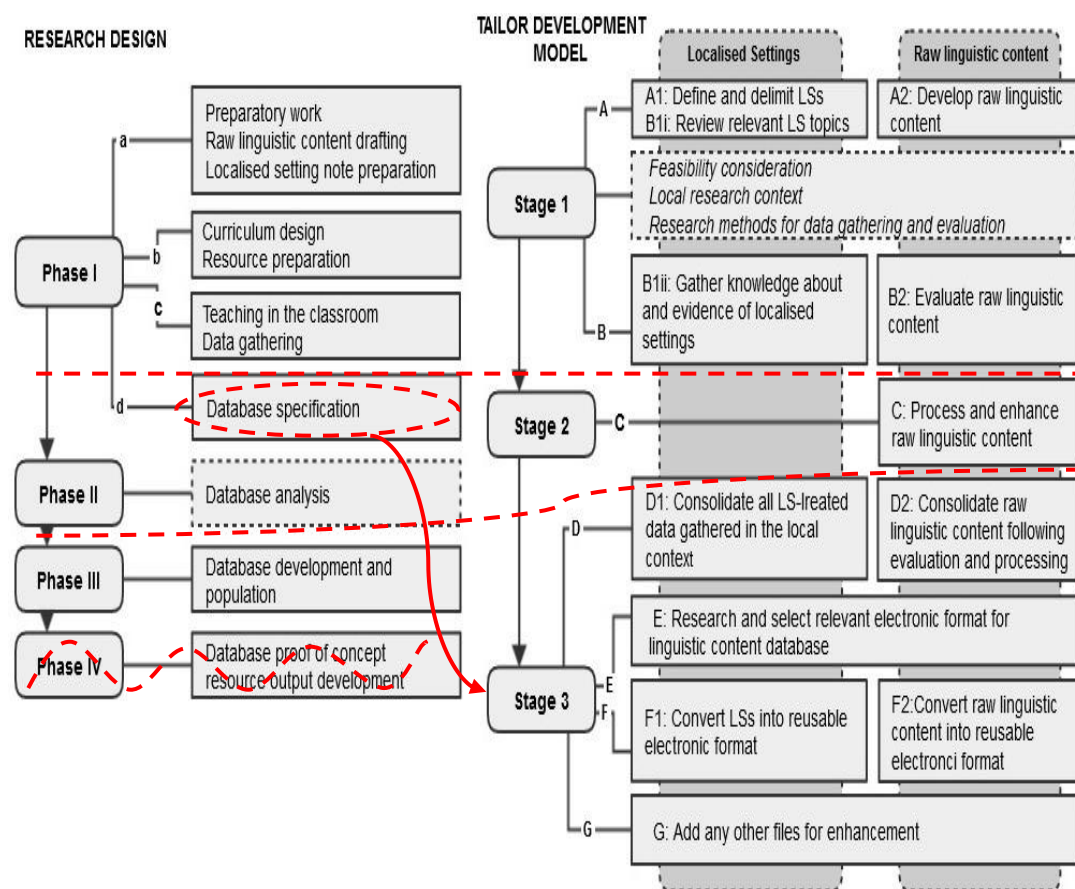 RESEARCH DESIGN
Preparatory work
Raw linguistic content drafting
Localised setting note preparation
a
Curriculum design
Resource preparation
b
Phase I
c
Teaching in the classroom
Data gathering
d
Database specification
Phase II
Database analysis
Phase III
Database development and
population
Phase IV
Database proof of concept
resource output development
TAILOR DEVELOPMENT
MODEL
Localised Settings
Raw linguistic content
A
A1: Define and delimit LSs
B1i: Review relevant LS topics
A2: Develop raw linguistic
content
Stage 1
Feasibility consideration
Local research context
Research methods for data gathering and evaluation
B
B1ii: Gather knowledge about
and evidence of localised
settings
B2: Evaluate raw linguistic
content
Stage 2
C
C: Process and enhance
raw linguistic content
D
D1: Consolidate all LS-lreated
data gathered in the local
context
D2: Consolidate raw
linguistic content following
evaluation and processing
E: Research and select relevant electronic format for
linguistic content database
Stage 3
E
F
F1: Convert LSs into reusable
electronic format
F2:Convert raw linguistic
content into reusable
electronci format
G
G: Add any other files for enhancement